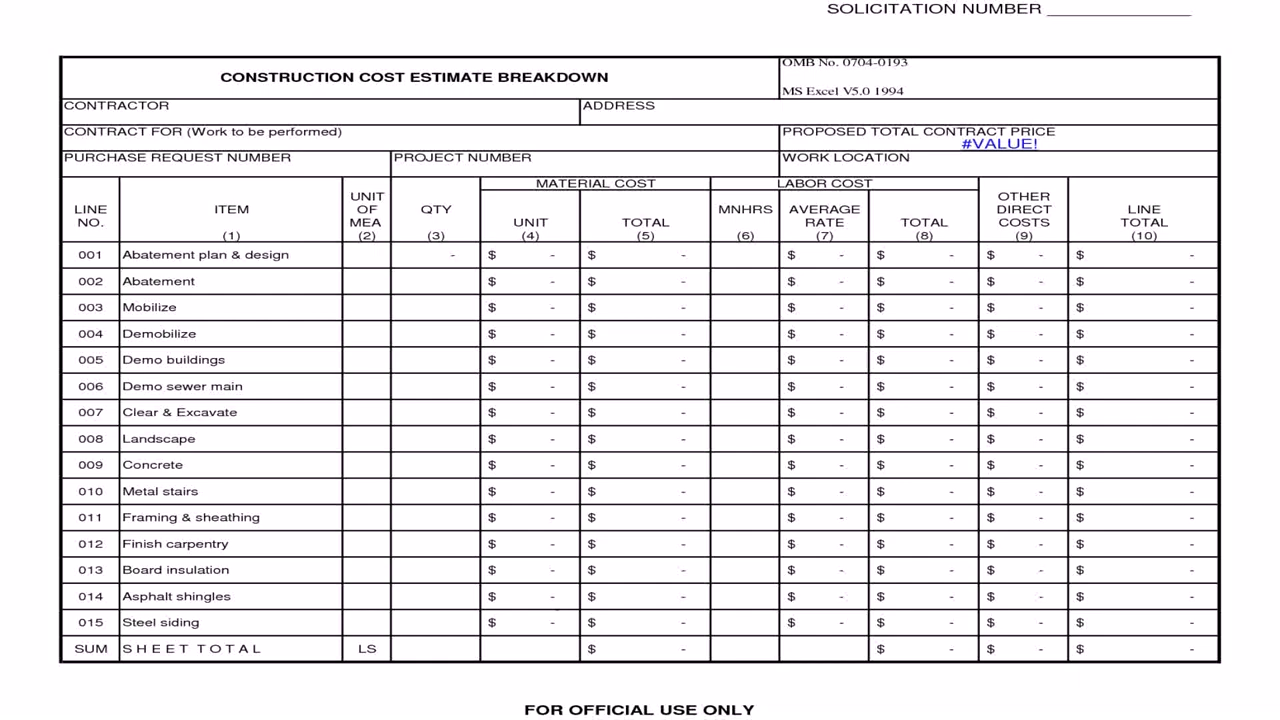 SOLICITATION NUMBER _______________
CONSTRUCTION COST ESTIMATE BREAKDOWN
OMB No. 0704-0193
MS Excel V5.0 1994
CONTRACTOR ADDRESS
CONTRACT FOR (Work to be performed) PROPOSED TOTAL CONTRACT PRICE
#VALUE!
PURCHASE REQUEST NUMBER PROJECT NUMBER WORK LOCATION
MATERIAL COST LABOR COST
UNIT OTHER
LINE ITEM OF QTY MNHRS AVERAGE DIRECT LINE
NO. MEA UNIT TOTAL RATE TOTAL COSTS TOTAL
(1) (2) (3) (4) (5) (6) (7) (8) (9) (10)
001 Abatement plan & design - $ - $ - $ - $ - $ - $ -
002 Abatement $ - $ - $ - $ - $ - $ -
003 Mobilize $ - $ - $ - $ - $ - $ -
004 Demobilize $ - $ - $ - $ - $ - $ -
005 Demo buildings $ - $ - $ - $ - $ - $ -
006 Demo sewer main $ - $ - $ - $ - $ - $ -
007 Clear & Excavate $ - $ - $ - $ - $ - $ -
008 Landscape $ - $ - $ - $ - $ - $ -
009 Concrete $ - $ - $ - $ - $ - $ -
010 Metal stairs $ - $ - $ - $ - $ - $ -
011 Framing & sheathing $ - $ - $ - $ - $ - $ -
012 Finish carpentry $ - $ - $ - $ - $ - $ -
013 Board insulation $ - $ - $ - $ - $ - $ -
014 Asphalt shingles $ - $ - $ - $ - $ - $ -
015 Steel siding $ - $ - $ - $ - $ - $ -
SUM S H E E T T O T A L LS $ - $ - $ - $ -
FOR OFFICIAL USE ONLY